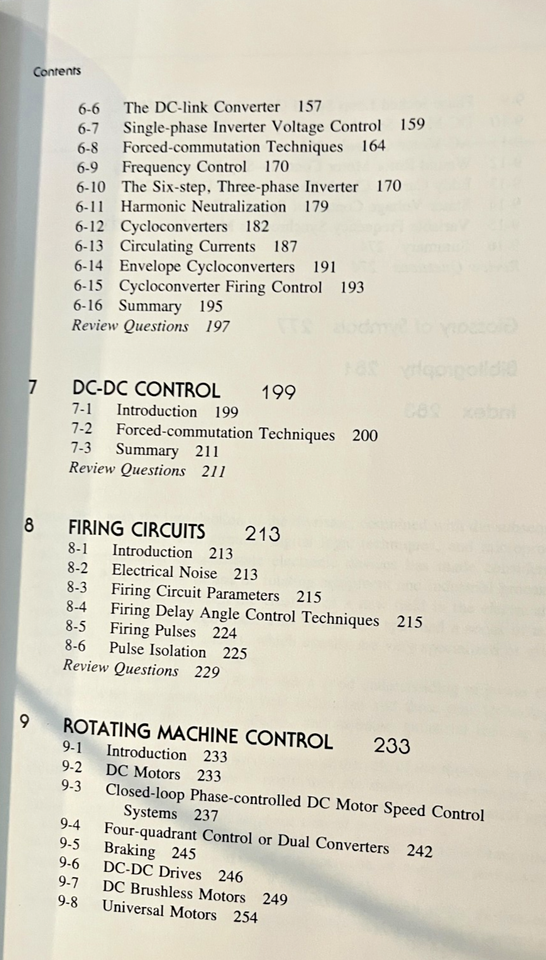 Contents
6-6 The DC-link Converter 157
6-7 Single-phase Inverter Voltage Control 159
6-8 Forced-commutation Techniques 164
6-9 Frequency Control 170
6-10 The Six-step, Three-phase Inverter 170
6-11 Harmonic Neutralization 179
6-12 Cycloconverters 182
6-13 Circulating Currents 187
6-14 Envelope Cycloconverters 191
6-15 Cycloconverter Firing Control 193
6-16 Summary 195
Review Questions 197
7 DC-DC CONTROL 199
7-1 Introduction 199
7-2 Forced-commutation Techniques 200
7-3 Summary 211
Review Questions 211
8 FIRING CIRCUITS 213
8-1 Introduction 213
8-2 Electrical Noise 213
8-3 Firing Circuit Parameters 215
8-4 Firing Delay Angle Control Techniques 215
8-5 Firing Pulses 224
8-6 Pulse Isolation 225
Review Questions 229
9 ROTATING MACHINE CONTROL 233
9-1 Introduction 233
9-2 DC Motors 233
9-3 Closed-loop Phase-controlled DC Motor Speed Control
Systems 237
9-4 Four-quadrant Control or Dual Converters 242
9-5 Braking 245
9-6 DC-DC Drives 246
9-7 DC Brushless Motors 249
9-8 Universal Motors 254
Glossary of Symbols 277
Bibliography 281
Index 283